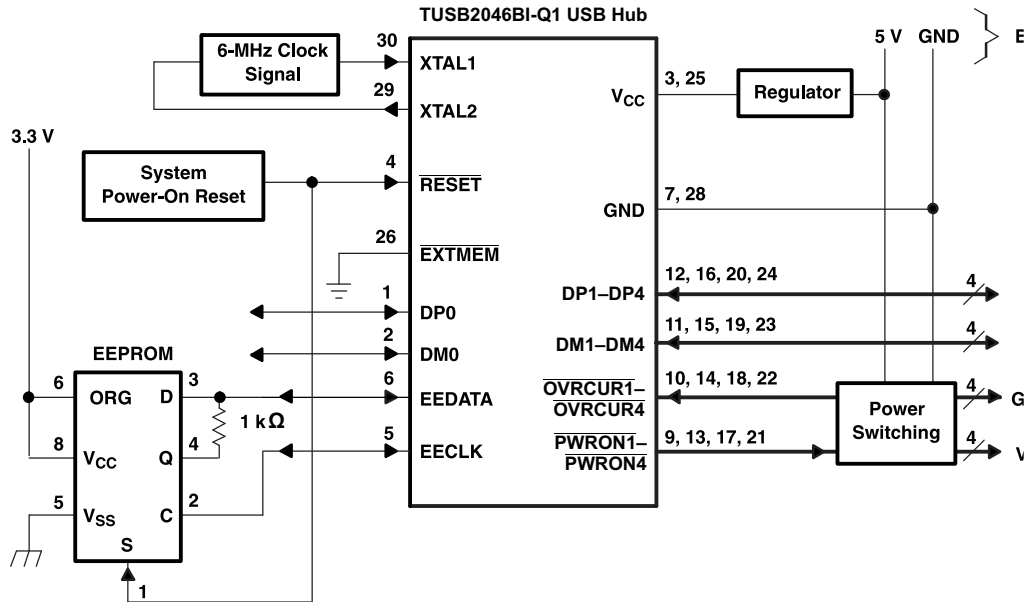 TUSB2046BI-Q1 USB Hub
6-MHz Clock
Signal
30
XTAL1
29
XTAL2
3.3 V
System
Power-On Reset
4
RESET
26
EXTMEM
1
DP0
2
DM0
EEPROM
6
ORG
D
3
6
EEDATA
1 kΩ
8
VCC
Q
4
5
EECLK
5
VSS
C
2
S
1
5 V
GND
E
VCC
3, 25
Regulator
GND
7, 28
DP1–DP4
12, 16, 20, 24
4
DM1–DM4
11, 15, 19, 23
4
OVRCUR1–
OVRCUR4
10, 14, 18, 22
4
G
PWRON1–
PWRON4
9, 13, 17, 21
Power
Switching
4
V